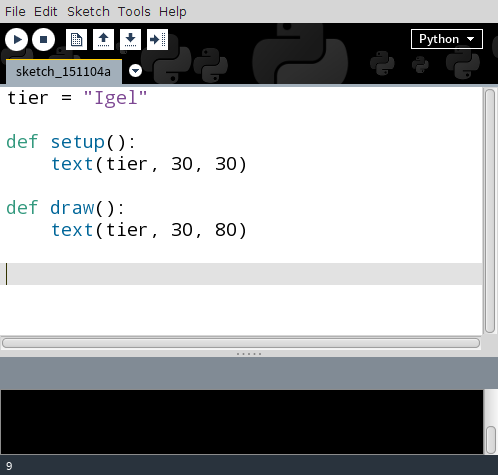 File Edit Sketch Tools Help
Python
sketch_151104a
tier = "Igel"
def setup():
    text(tier, 30, 30)
def draw():
    text(tier, 30, 80)
9